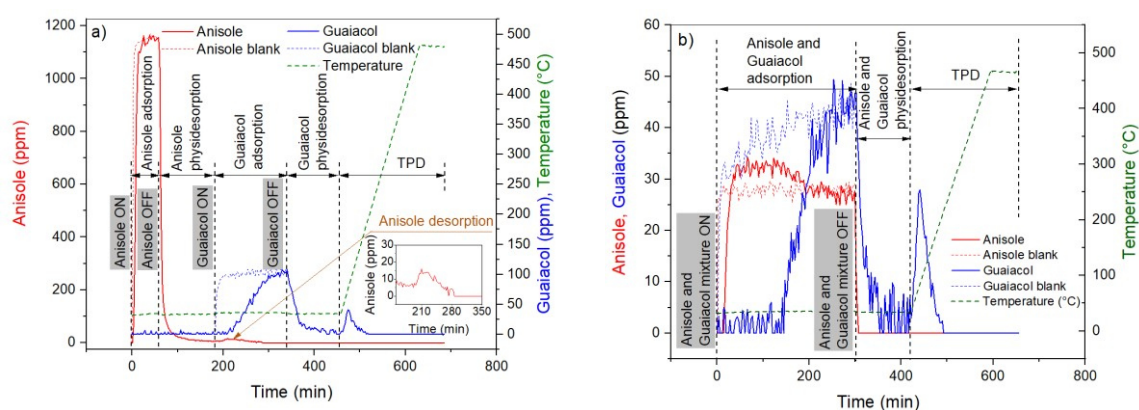 a)
Anisole
Guaiacol
Anisole blank
Guaiacol blank
Temperature
Anisole adsorption
Anisole
physidesorption
Guaiacol
adsorption
Guaiacol
physidesorption
TPD
Anisole ON
Anisole OFF
Guaiacol ON
Guaiacol OFF
Anisole desorption
Anisole (ppm)
30
20
10
0
210 280 350
Time (min)
Anisole (ppm)
1200
1000
800
600
400
200
0
0 200 400 600 800
Time (min)
500
450
400
350
300
250
200
150
100
50
0
Guaiacol (ppm), Temperature (°C)
b)
Anisole and
Guaiacol
adsorption
Anisole and
Guaiacol
physidesorption
TPD
Anisole and
Guaiacol mixture ON
Anisole and
Guaiacol mixture OFF
Anisole
Anisole blank
Guaiacol
Guaiacol blank
Temperature (°C)
Anisole, Guaiacol (ppm)
60
50
40
30
20
10
0
0 200 400 600 800
Time (min)
500
400
300
200
100
0
Temperature (°C)